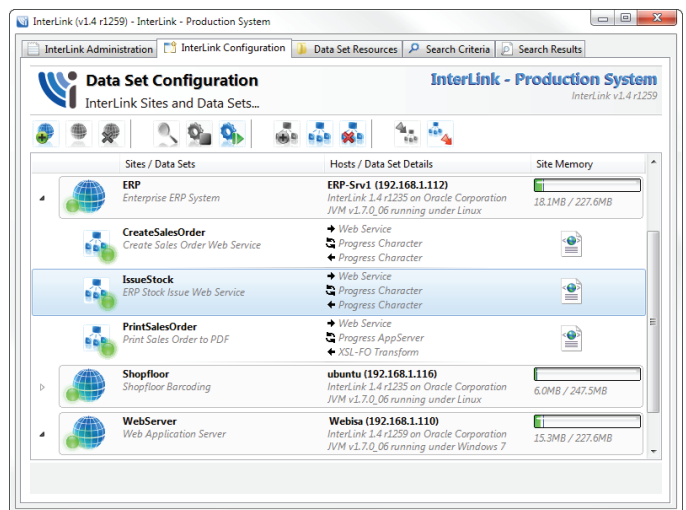 InterLink (v1.4 r1259) - InterLink - Production System
InterLink Administration InterLink Configuration Data Set Resources Search Criteria Search Results
Data Set Configuration
InterLink Sites and Data Sets...
InterLink - Production System
InterLink v1.4 r1259
Sites / Data Sets Hosts / Data Set Details Site Memory
ERP
Enterprise ERP System
ERP-Srv1 (192.168.1.112)
InterLink 1.4 r1235 on Oracle Corporation
JVM v1.7.0_06 running under Linux
18.1MB / 227.6MB
CreateSalesOrder
Create Sales Order Web Service
Web Service
Progress Character
Progress Character
IssueStock
ERP Stock Issue Web Service
Web Service
Progress Character
Progress Character
PrintSalesOrder
Print Sales Order to PDF
Web Service
Progress AppServer
XSL-FO Transform
Shopfloor
Shopfloor Barcoding
ubuntu (192.168.1.116)
InterLink 1.4 r1235 on Oracle Corporation
JVM v1.7.0_06 running under Linux
6.0MB / 247.5MB
WebServer
Web Application Server
Webisa (192.168.1.110)
InterLink 1.4 r1259 on Oracle Corporation
JVM v1.7.0_06 running under Windows 7
15.3MB / 227.6MB